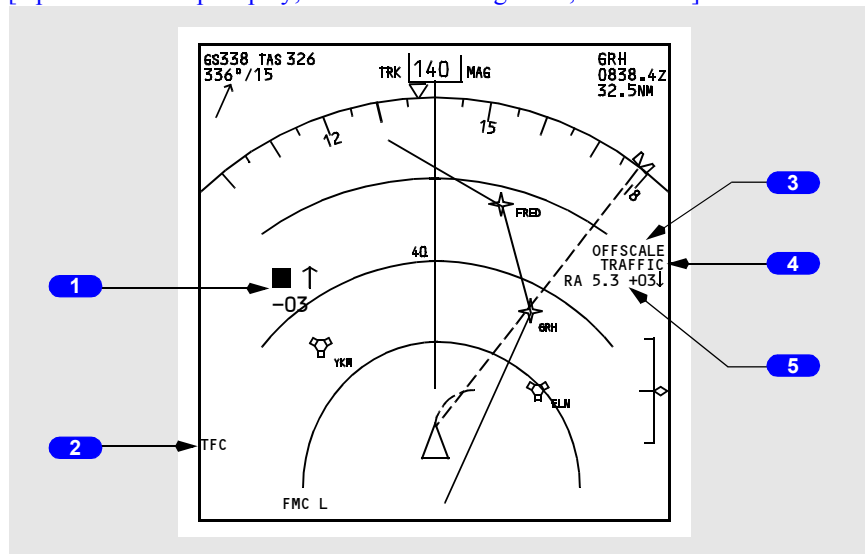 GS338 TAS 326
336°/15
TRK 140 MAG
GRH
0838.4Z
32.5NM
12
15
18
FRED
40
OFFSCALE
TRAFFIC
RA 5.3 +03↓
3
4
1
↑
-03
GRH
YKM
5
ELN
2
TFC
FMC L